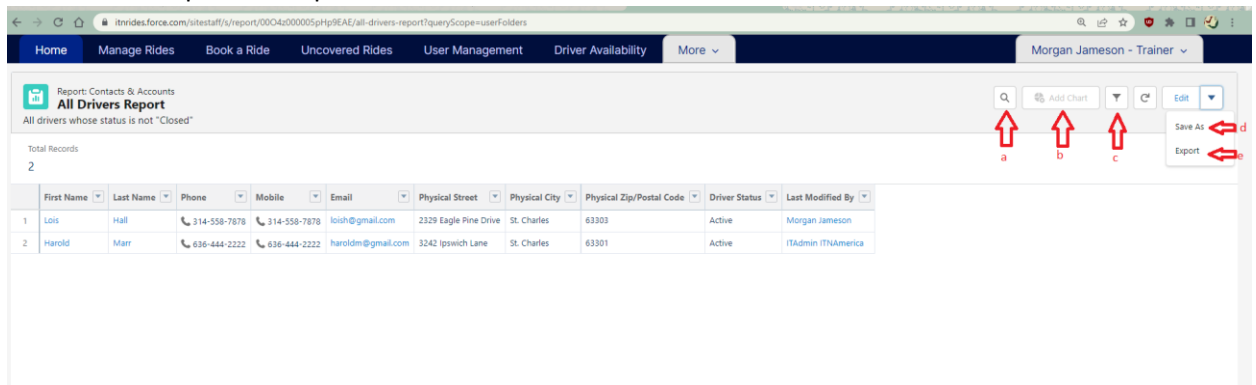 itnrides.force.com/sitestaff/s/report/00O4z000005pHp9EAE/all-drivers-report?queryScope=userFolders
Home Manage Rides Book a Ride Uncovered Rides User Management Driver Availability More Morgan Jameson - Trainer
Report: Contacts & Accounts
All Drivers Report
All drivers whose status is not "Closed"
Add Chart Edit
Save As d
Export e
a b c
Total Records
2
First Name Last Name Phone Mobile Email Physical Street Physical City Physical Zip/Postal Code Driver Status Last Modified By
1 Lois Hall 314-558-7878 314-558-7878 loish@gmail.com 2329 Eagle Pine Drive St. Charles 63303 Active Morgan Jameson
2 Harold Marr 636-444-2222 636-444-2222 haroldm@gmail.com 3242 Ipswich Lane St. Charles 63301 Active ITAdmin ITNAmerica